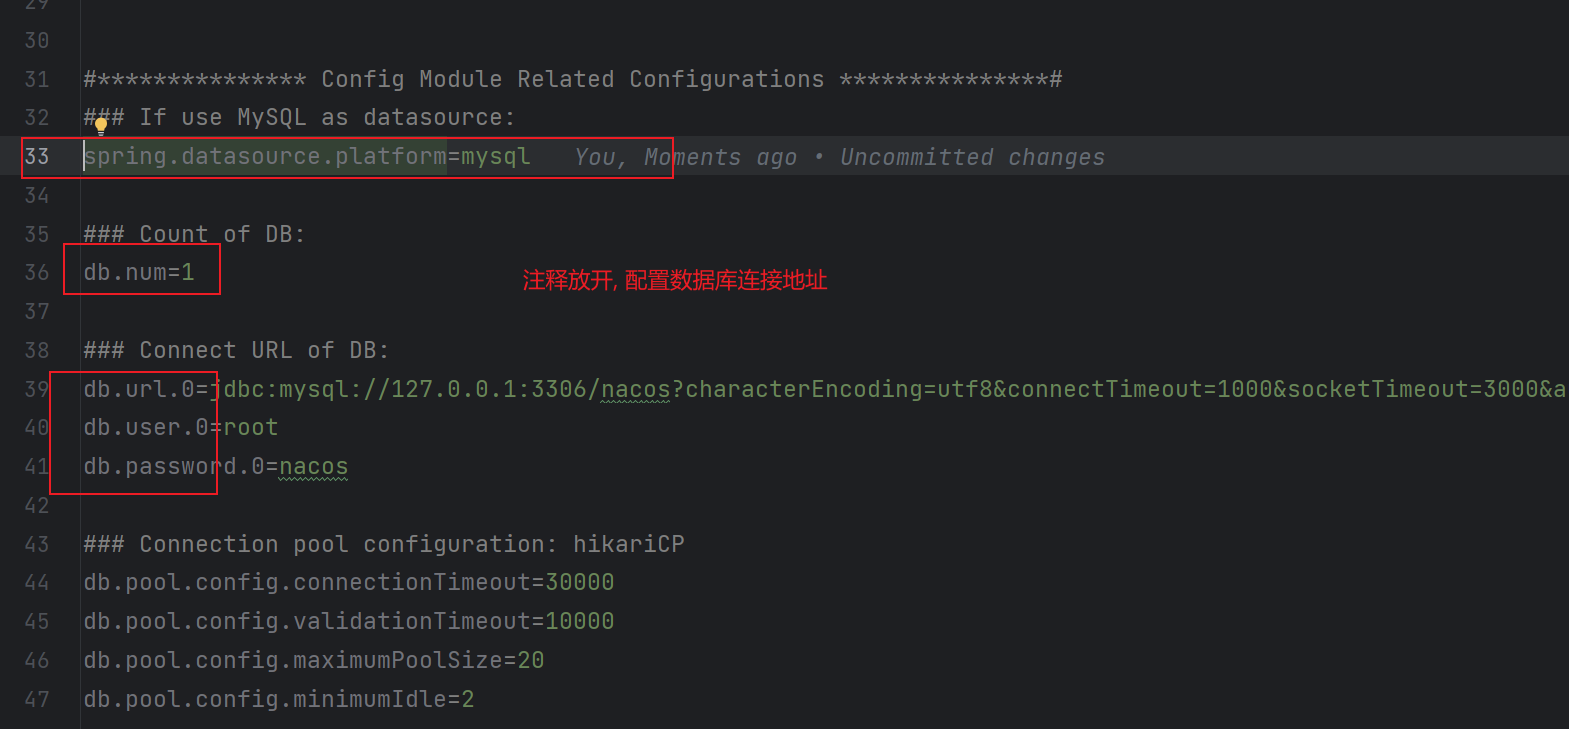 29
30
31 #*************** Config Module Related Configurations ***************#
32 ### If use MySQL as datasource:
33 spring.datasource.platform=mysql You, Moments ago • Uncommitted changes
34
35 ### Count of DB:
36 db.num=1
注释放开, 配置数据库连接地址
37
38 ### Connect URL of DB:
39 db.url.0=jdbc:mysql://127.0.0.1:3306/nacos?characterEncoding=utf8&connectTimeout=1000&socketTimeout=3000&a
40 db.user.0=root
41 db.password.0=nacos
42
43 ### Connection pool configuration: hikariCP
44 db.pool.config.connectionTimeout=30000
45 db.pool.config.validationTimeout=10000
46 db.pool.config.maximumPoolSize=20
47 db.pool.config.minimumIdle=2